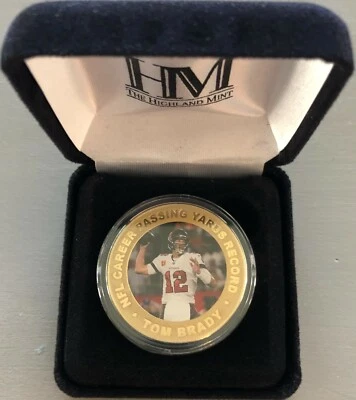 HM
THE HIGHLAND MINT
NFL CAREER PASSING YARDS RECORD
• TOM BRADY •
12